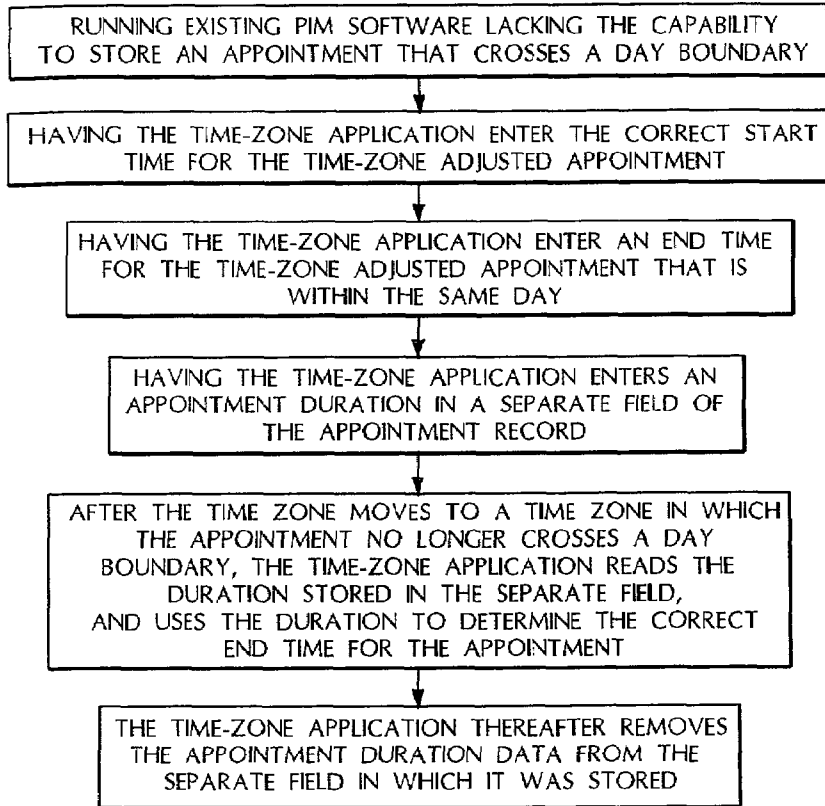 RUNNING EXISTING PIM SOFTWARE LACKING THE CAPABILITY
TO STORE AN APPOINTMENT THAT CROSSES A DAY BOUNDARY
HAVING THE TIME-ZONE APPLICATION ENTER THE CORRECT START
TIME FOR THE TIME-ZONE ADJUSTED APPOINTMENT
HAVING THE TIME-ZONE APPLICATION ENTER AN END TIME
FOR THE TIME-ZONE ADJUSTED APPOINTMENT THAT IS
WITHIN THE SAME DAY
HAVING THE TIME-ZONE APPLICATION ENTERS AN
APPOINTMENT DURATION IN A SEPARATE FIELD OF
THE APPOINTMENT RECORD
AFTER THE TIME ZONE MOVES TO A TIME ZONE IN WHICH
THE APPOINTMENT NO LONGER CROSSES A DAY
BOUNDARY, THE TIME-ZONE APPLICATION READS THE
DURATION STORED IN THE SEPARATE FIELD,
AND USES THE DURATION TO DETERMINE THE CORRECT
END TIME FOR THE APPOINTMENT
THE TIME-ZONE APPLICATION THEREAFTER REMOVES
THE APPOINTMENT DURATION DATA FROM THE
SEPARATE FIELD IN WHICH IT WAS STORED